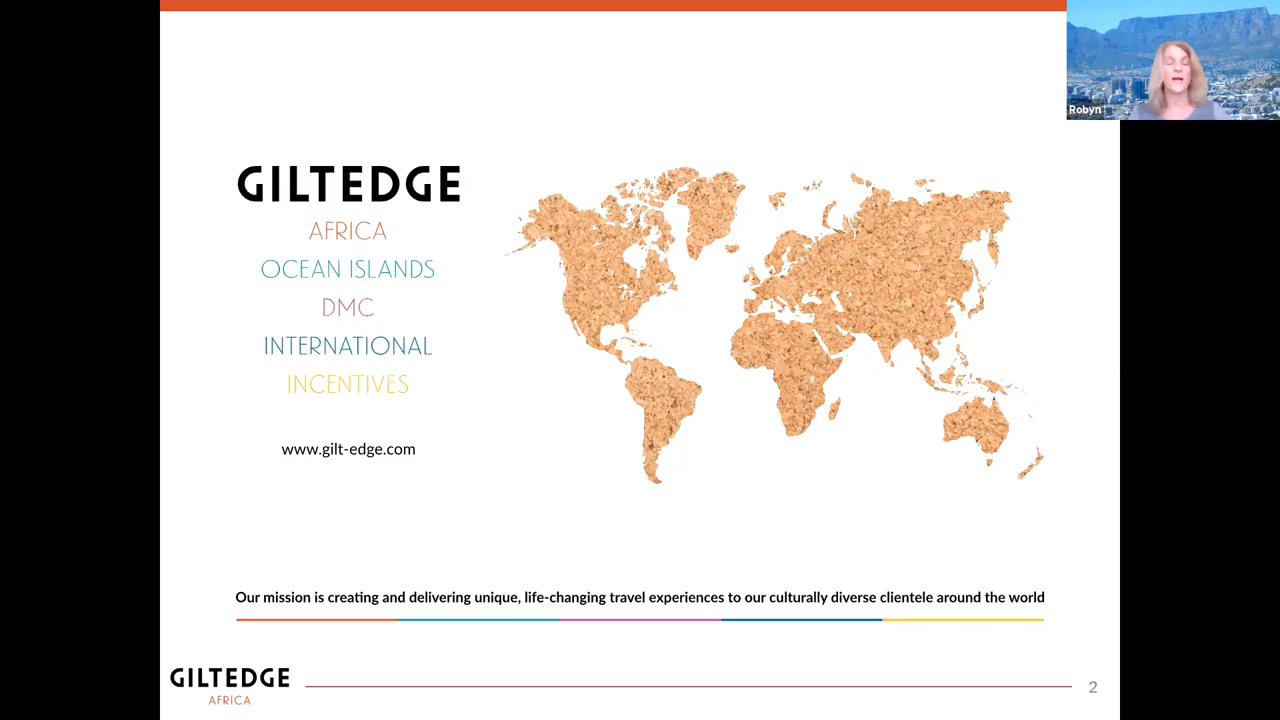 Robyn
GILTEDGE
AFRICA
OCEAN ISLANDS
DMC
INTERNATIONAL
INCENTIVES
www.gilt-edge.com
Our mission is creating and delivering unique, life-changing travel experiences to our culturally diverse clientele around the world
GILTEDGE
AFRICA
2